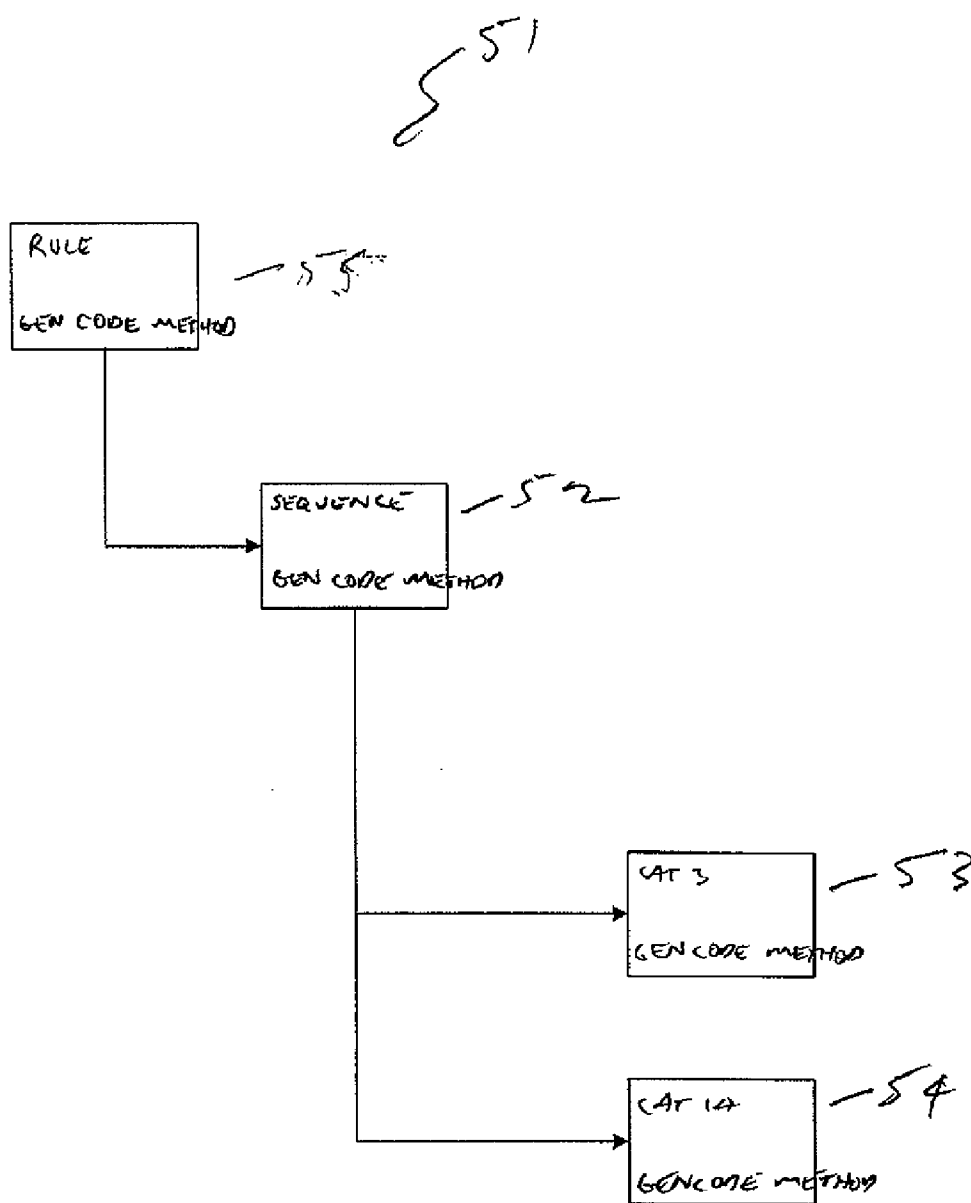 51
RULE
55
GEN CODE METHOD
SEQUENCE
52
GEN CODE METHOD
CAT 3
53
GEN CODE METHOD
CAT 14
54
GEN CODE METHOD